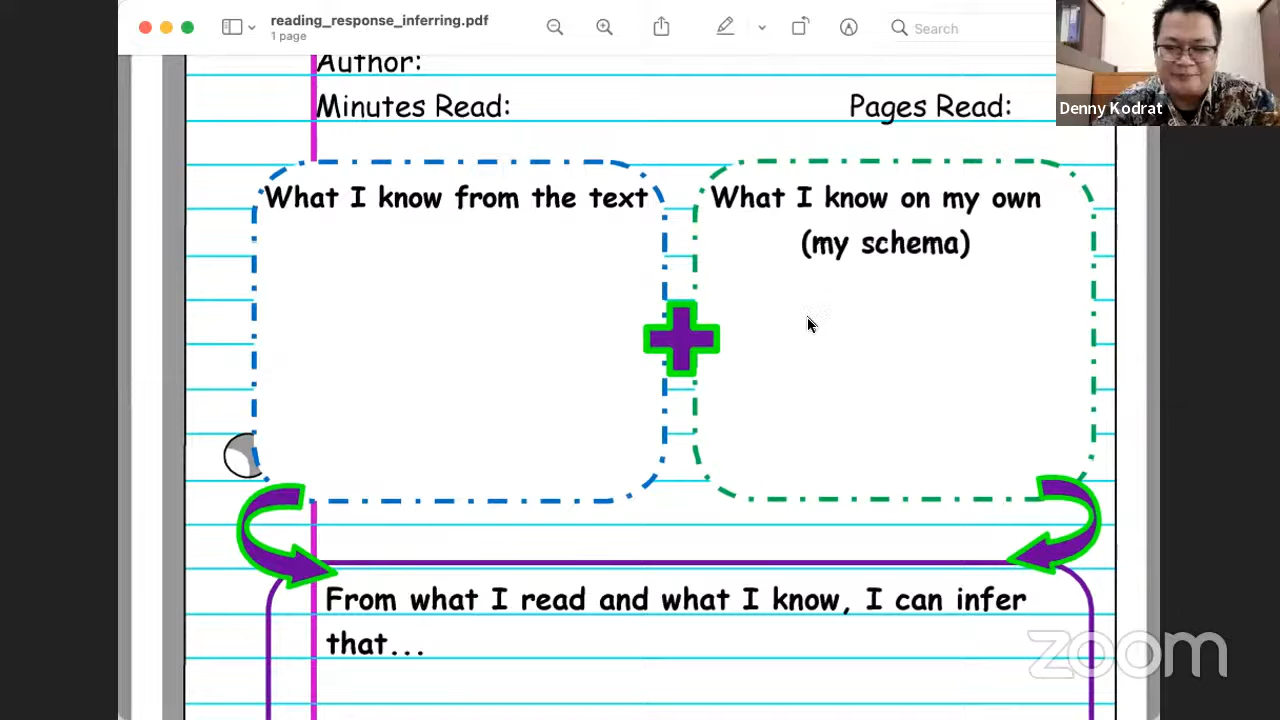 reading_response_inferring.pdf
1 page
Search
Denny Kodrat
Author:
Minutes Read: Pages Read:
What I know from the text
What I know on my own
(my schema)
From what I read and what I know, I can infer
that...
zoom